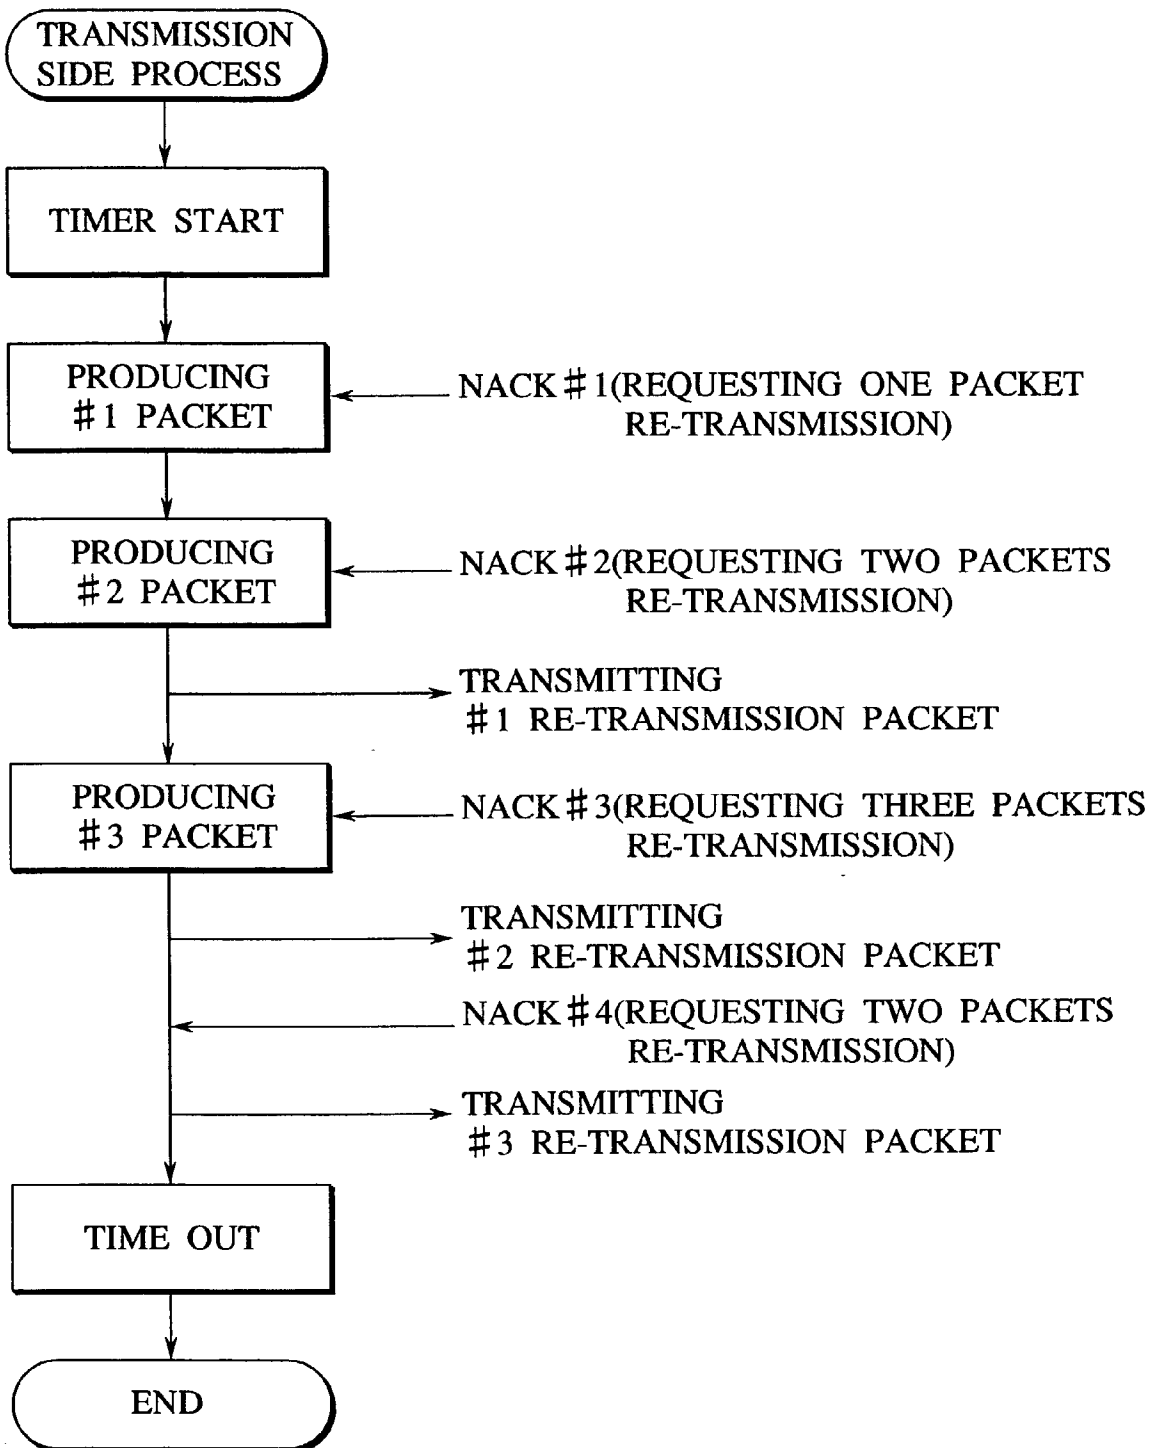 TRANSMISSION
SIDE PROCESS
TIMER START
PRODUCING
#1 PACKET
NACK #1(REQUESTING ONE PACKET
RE-TRANSMISSION)
PRODUCING
#2 PACKET
NACK #2(REQUESTING TWO PACKETS
RE-TRANSMISSION)
TRANSMITTING
#1 RE-TRANSMISSION PACKET
PRODUCING
#3 PACKET
NACK #3(REQUESTING THREE PACKETS
RE-TRANSMISSION)
TRANSMITTING
#2 RE-TRANSMISSION PACKET
NACK #4(REQUESTING TWO PACKETS
RE-TRANSMISSION)
TRANSMITTING
#3 RE-TRANSMISSION PACKET
TIME OUT
END